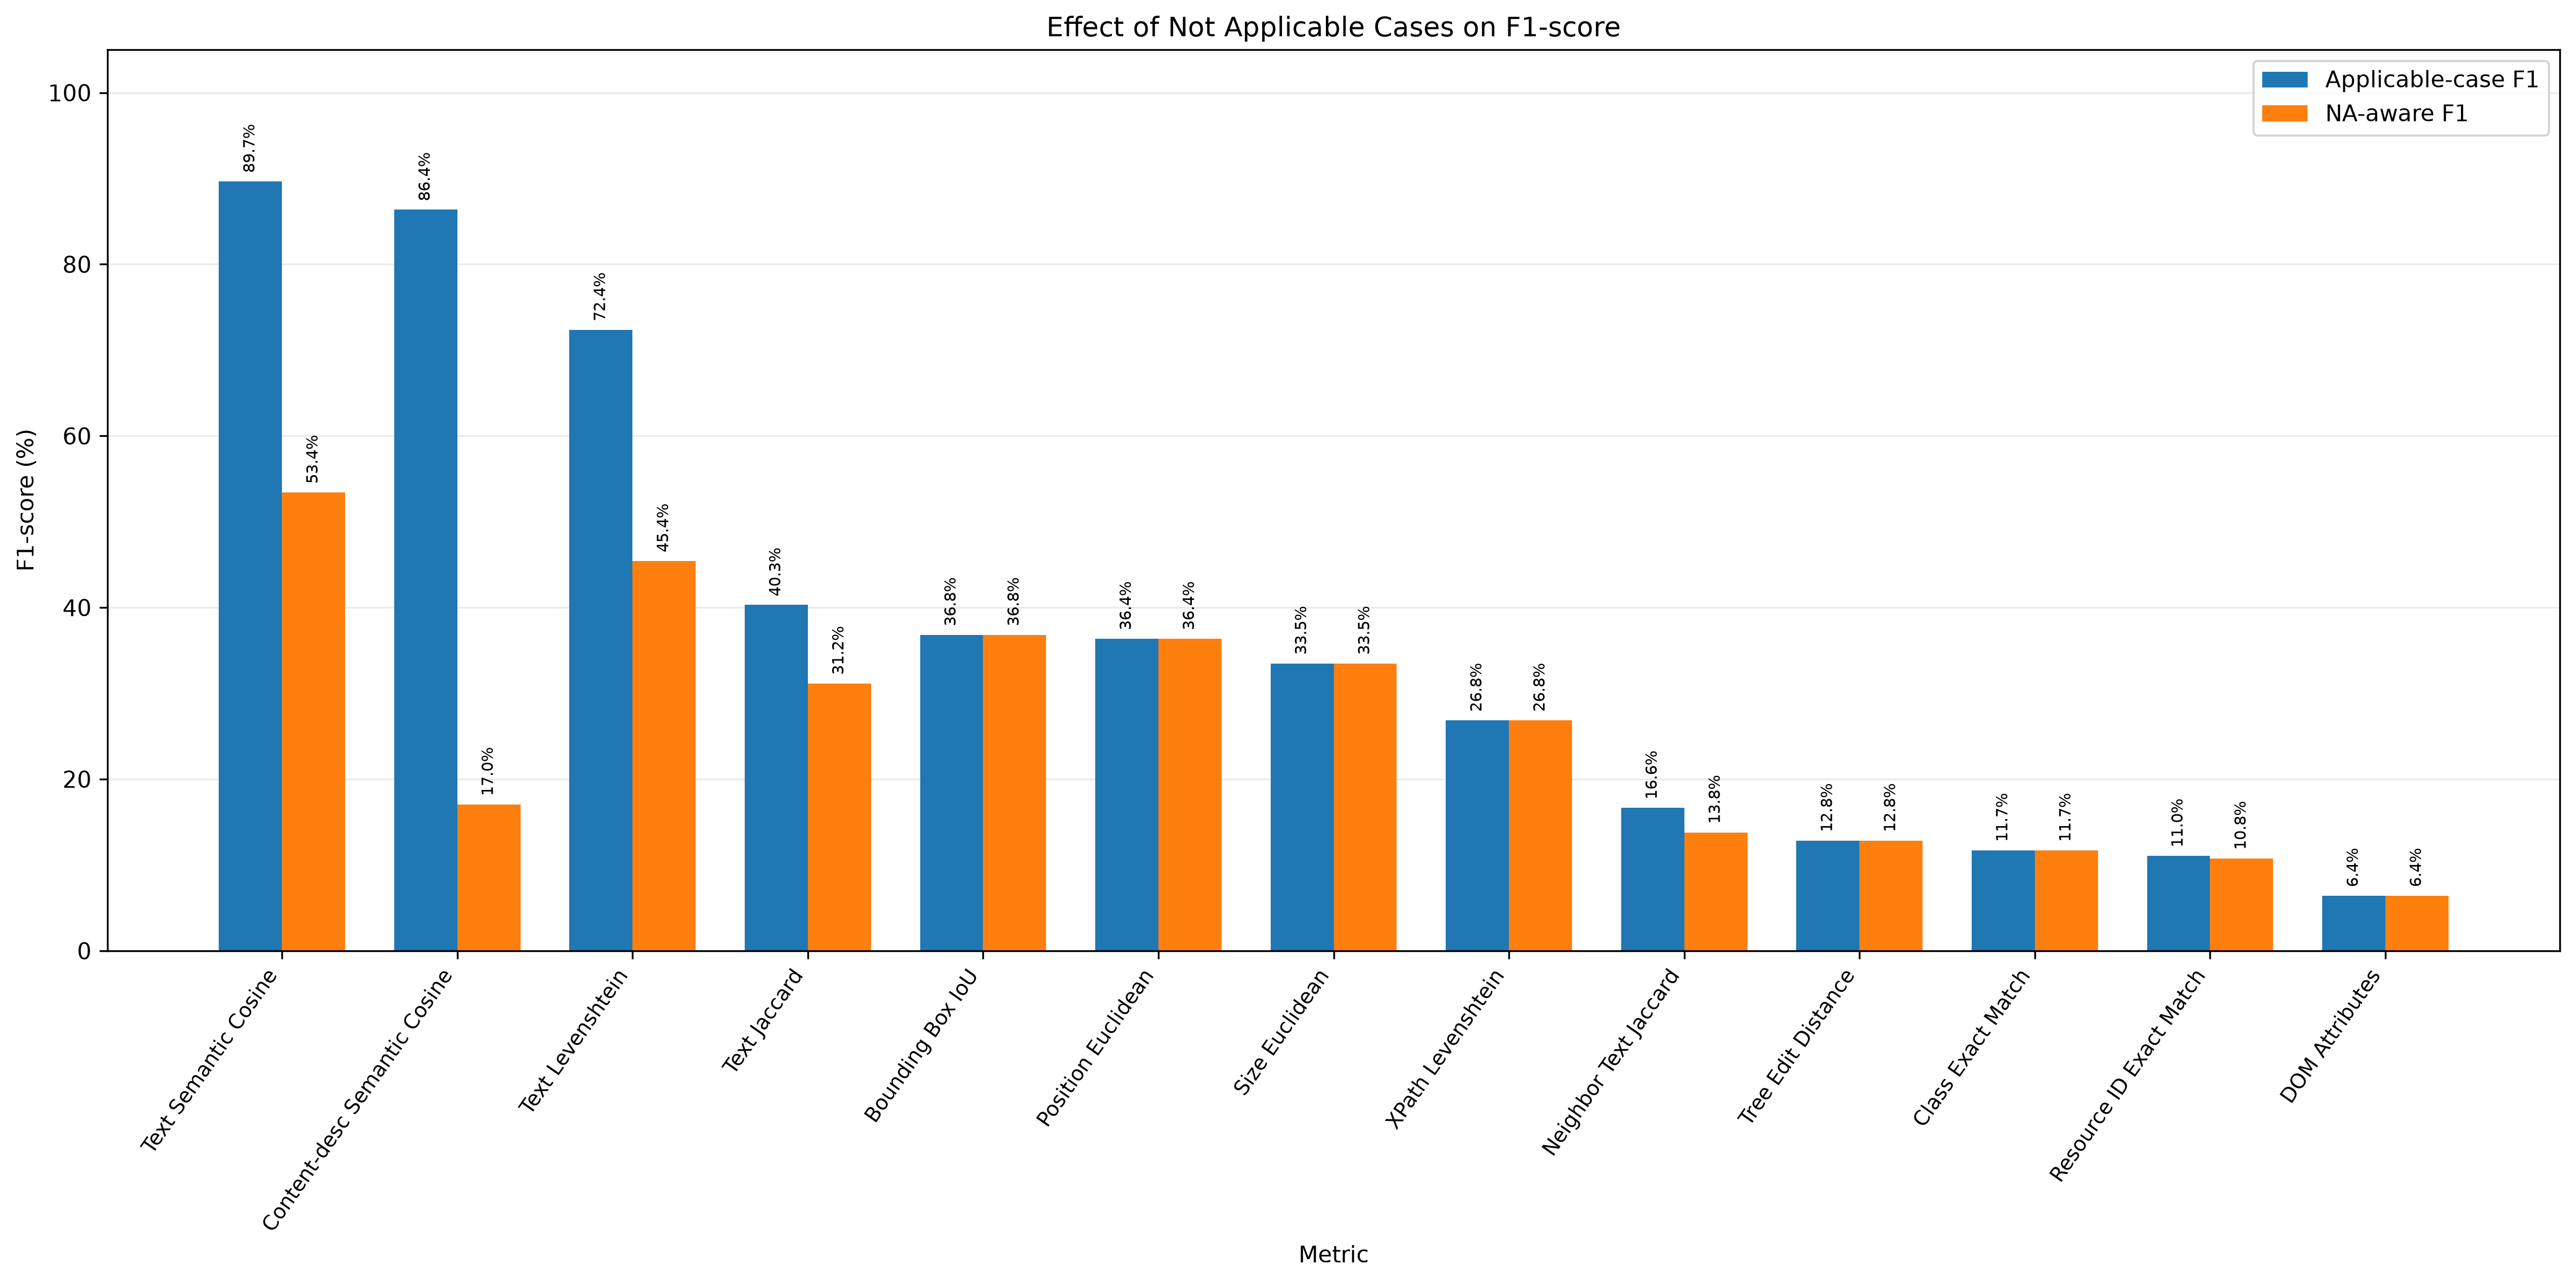 Effect of Not Applicable Cases on F1-score
Applicable-case F1
NA-aware F1
F1-score (%)
100
80
60
40
20
0
89.7%
53.4%
86.4%
17.0%
72.4%
45.4%
40.3%
31.2%
36.8%
36.8%
36.4%
36.4%
33.5%
33.5%
26.8%
26.8%
16.6%
13.8%
12.8%
12.8%
11.7%
11.7%
11.0%
10.8%
6.4%
6.4%
Text Semantic Cosine
Content-desc Semantic Cosine
Text Levenshtein
Text Jaccard
Bounding Box IoU
Position Euclidean
Size Euclidean
XPath Levenshtein
Neighbor Text Jaccard
Tree Edit Distance
Class Exact Match
Resource ID Exact Match
DOM Attributes
Metric